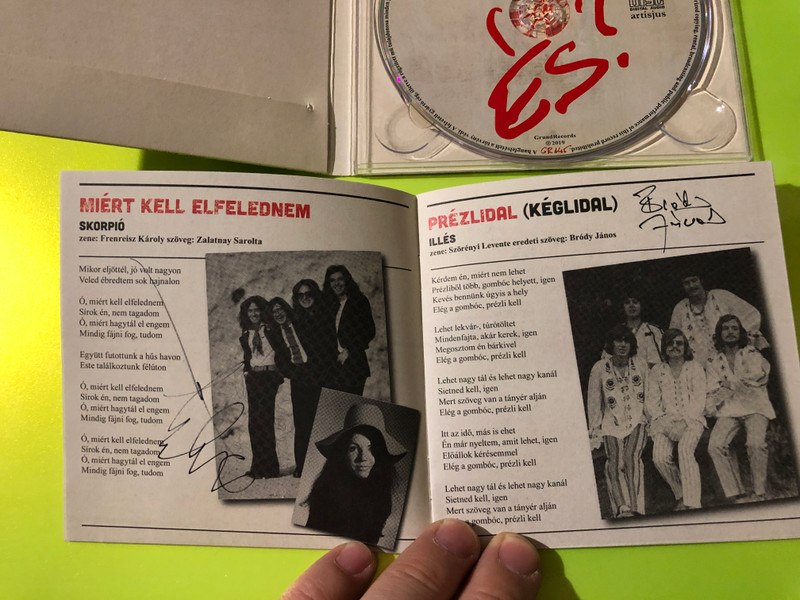 DIGITAL AUDIO
artisjus
ES.
GrundRecords
℗ 2019
MIÉRT KELL ELFELEDNEM
SKORPIÓ
zene: Frenreisz Károly szöveg: Zalatnay Sarolta
Mikor eljöttél, jó volt nagyon
Veled ébredtem sok hajnalon
Ó, miért kell elfelednem
Sírok én, nem tagadom
Ó, miért hagytál el engem
Mindig fájni fog, tudom
Együtt futottunk a hűs havon
Este találkoztunk félúton
Ó, miért kell elfelednem
Sírok én, nem tagadom
Ó, miért hagytál el engem
Mindig fájni fog, tudom
Ó, miért kell elfelednem
Sírok én, nem tagadom
Ó, miért hagytál el engem
Mindig fájni fog, tudom
PRÉZLIDAL (KÉGLIDAL)
ILLÉS
zene: Szörényi Levente eredeti szöveg: Bródy János
Bródy
János
Kérdem én, miért nem lehet
Prézliből több, gombóc helyett, igen
Kevés bennünk úgyis a hely
Elég a gombóc, prézli kell
Lehet lekvár-, túrótöltet
Mindenfajta, akár kerek, igen
Megosztom én bárkivel
Elég a gombóc, prézli kell
Lehet nagy tál és lehet nagy kanál
Sietned kell, igen
Mert szöveg van a tányér alján
Elég a gombóc, prézli kell
Itt az idő, más is ehet
Én már nyeltem, amit lehet, igen
Előállok kérésemmel
Elég a gombóc, prézli kell
Lehet nagy tál és lehet nagy kanál
Sietned kell, igen
Mert szöveg van a tányér alján
a gombóc, prézli kell